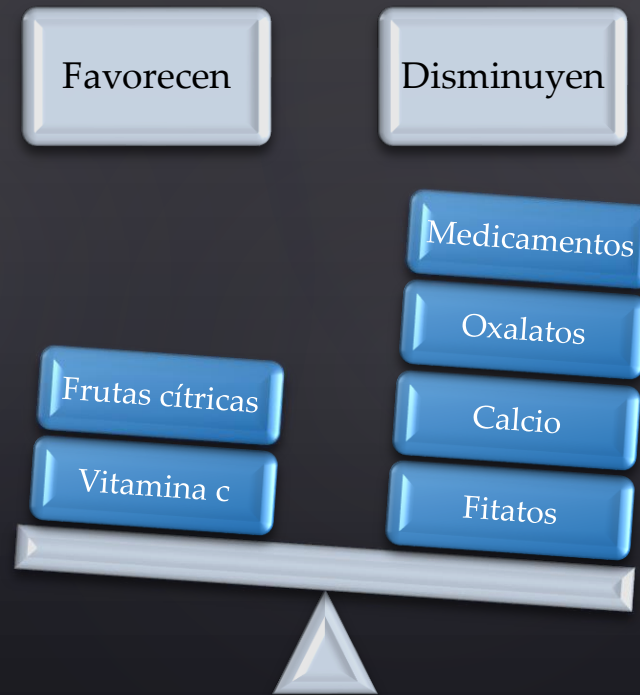 Favorecen
Disminuyen
Frutas cítricas
Vitamina c
Medicamentos
Oxalatos
Calcio
Fitatos